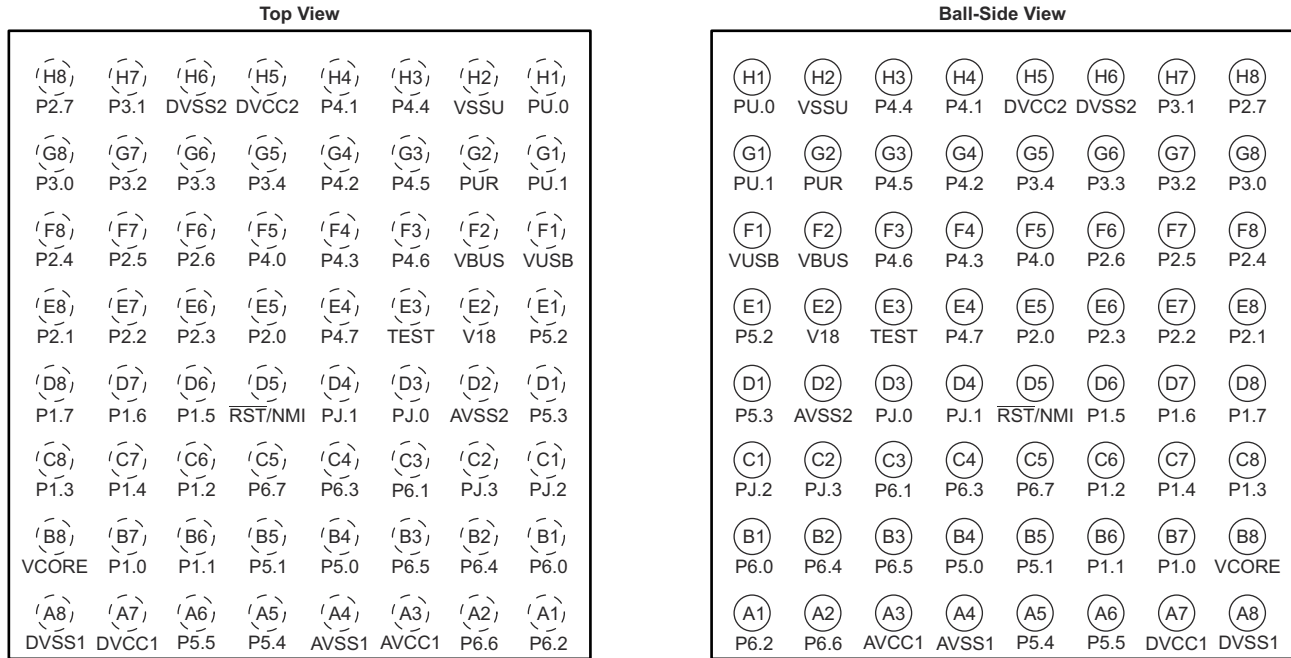 Top View
H8 H7 H6 H5 H4 H3 H2 H1
P2.7 P3.1 DVSS2 DVCC2 P4.1 P4.4 VSSU PU.0
G8 G7 G6 G5 G4 G3 G2 G1
P3.0 P3.2 P3.3 P3.4 P4.2 P4.5 PUR PU.1
F8 F7 F6 F5 F4 F3 F2 F1
P2.4 P2.5 P2.6 P4.0 P4.3 P4.6 VBUS VUSB
E8 E7 E6 E5 E4 E3 E2 E1
P2.1 P2.2 P2.3 P2.0 P4.7 TEST V18 P5.2
D8 D7 D6 D5 D4 D3 D2 D1
P1.7 P1.6 P1.5 RST/NMI PJ.1 PJ.0 AVSS2 P5.3
C8 C7 C6 C5 C4 C3 C2 C1
P1.3 P1.4 P1.2 P6.7 P6.3 P6.1 PJ.3 PJ.2
B8 B7 B6 B5 B4 B3 B2 B1
VCORE P1.0 P1.1 P5.1 P5.0 P6.5 P6.4 P6.0
A8 A7 A6 A5 A4 A3 A2 A1
DVSS1 DVCC1 P5.5 P5.4 AVSS1 AVCC1 P6.6 P6.2
Ball-Side View
H1 H2 H3 H4 H5 H6 H7 H8
PU.0 VSSU P4.4 P4.1 DVCC2 DVSS2 P3.1 P2.7
G1 G2 G3 G4 G5 G6 G7 G8
PU.1 PUR P4.5 P4.2 P3.4 P3.3 P3.2 P3.0
F1 F2 F3 F4 F5 F6 F7 F8
VUSB VBUS P4.6 P4.3 P4.0 P2.6 P2.5 P2.4
E1 E2 E3 E4 E5 E6 E7 E8
P5.2 V18 TEST P4.7 P2.0 P2.3 P2.2 P2.1
D1 D2 D3 D4 D5 D6 D7 D8
P5.3 AVSS2 PJ.0 PJ.1 RST/NMI P1.5 P1.6 P1.7
C1 C2 C3 C4 C5 C6 C7 C8
PJ.2 PJ.3 P6.1 P6.3 P6.7 P1.2 P1.4 P1.3
B1 B2 B3 B4 B5 B6 B7 B8
P6.0 P6.4 P6.5 P5.0 P5.1 P1.1 P1.0 VCORE
A1 A2 A3 A4 A5 A6 A7 A8
P6.2 P6.6 AVCC1 AVSS1 P5.4 P5.5 DVCC1 DVSS1